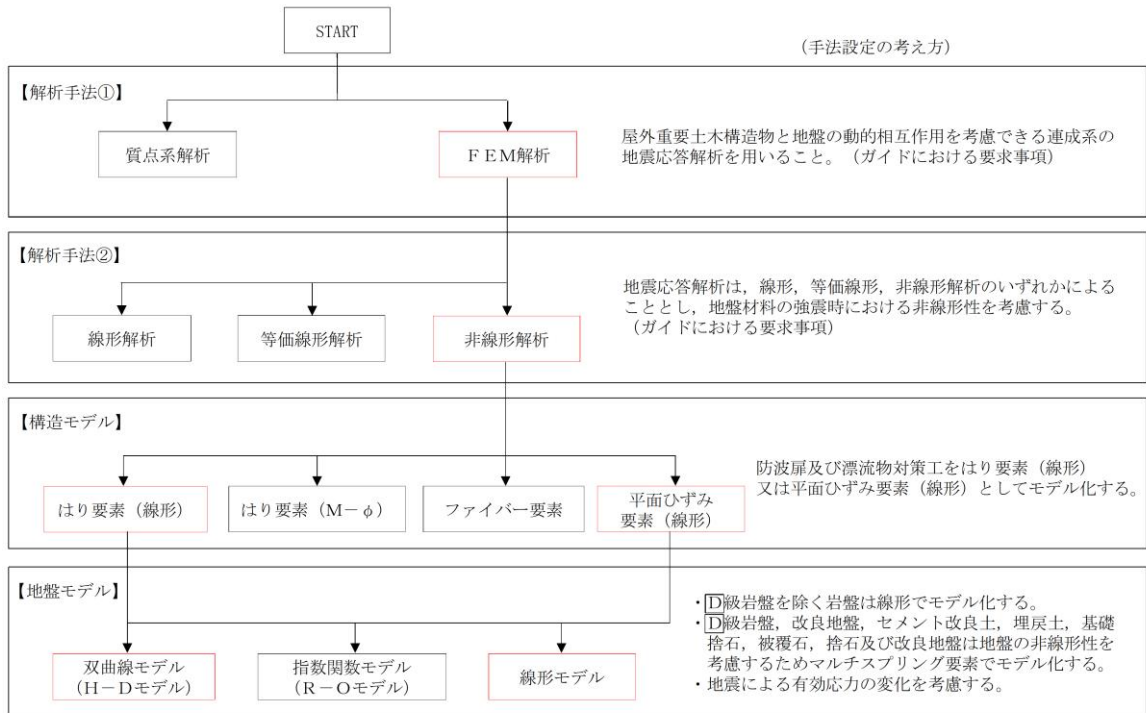 START
(手法設定の考え方)
【解析手法①】
質点系解析
FEM解析
屋外重要土木構造物と地盤の動的相互作用を考慮できる連成系の
地震応答解析を用いること。（ガイドにおける要求事項）
【解析手法②】
線形解析
等価線形解析
非線形解析
地震応答解析は，線形，等価線形，非線形解析のいずれかによる
こととし，地盤材料の強震時における非線形性を考慮する。
（ガイドにおける要求事項）
【構造モデル】
はり要素（線形）
はり要素（M－φ）
ファイバー要素
平面ひずみ
要素（線形）
防波扉及び漂流物対策工をはり要素（線形）
又は平面ひずみ要素（線形）としてモデル化する。
【地盤モデル】
双曲線モデル
（H－Dモデル）
指数関数モデル
（R－Oモデル）
線形モデル
・D級岩盤を除く岩盤は線形でモデル化する。
・D級岩盤，改良地盤，セメント改良土，埋戻土，基礎
捨石，被覆石，捨石及び改良地盤は地盤の非線形性を
考慮するためマルチスプリング要素でモデル化する。
・地震による有効応力の変化を考慮する。